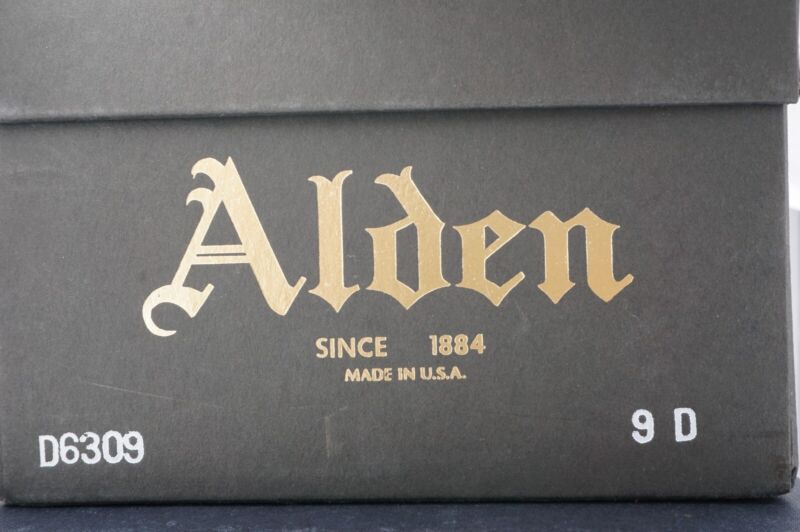 Alden
SINCE 1884
MADE IN U.S.A.
D6309
9 D